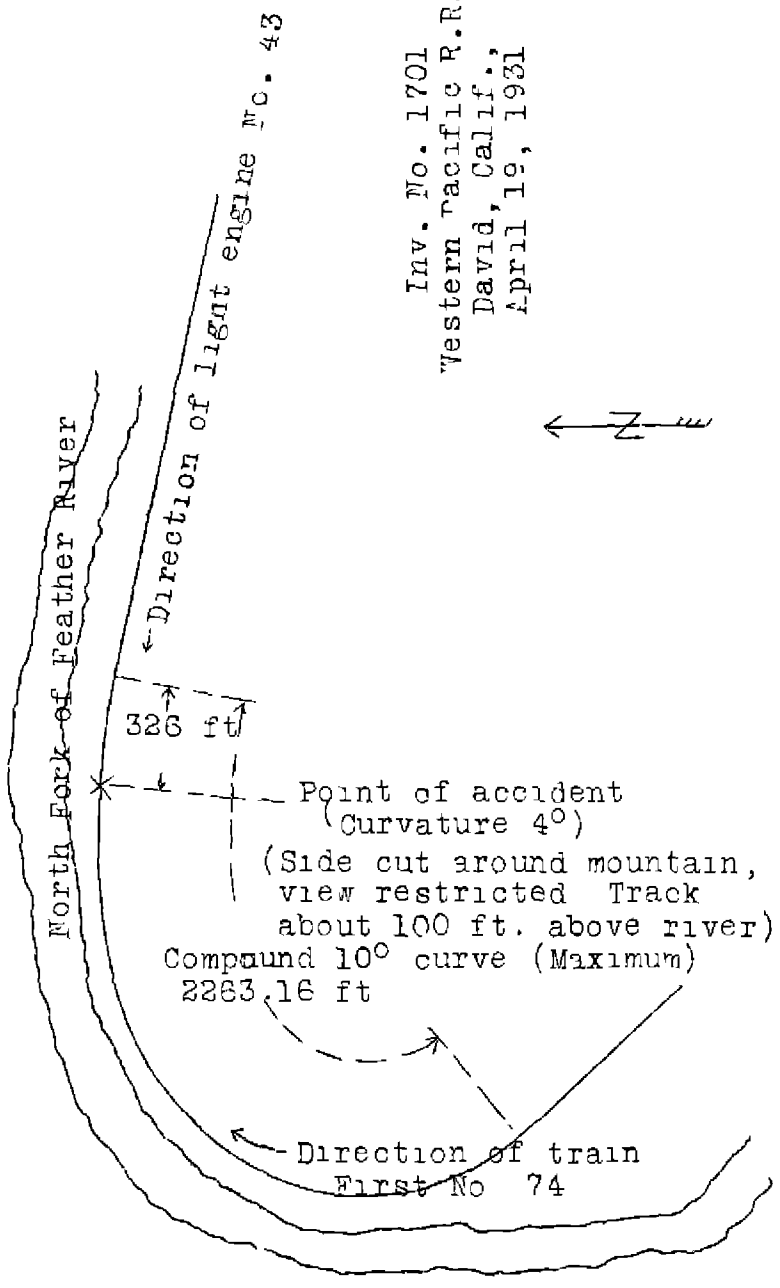 Inv. No. 1701
Western Pacific R.R.
David, Calif.,
April 19, 1931
←Direction of light engine No. 43
North Fork of Feather River
N
326 ft
Point of accident
(Curvature 4°)
(Side cut around mountain,
view restricted Track
about 100 ft. above river)
Compound 10° curve (Maximum)
2263.16 ft
Direction of train
First No 74